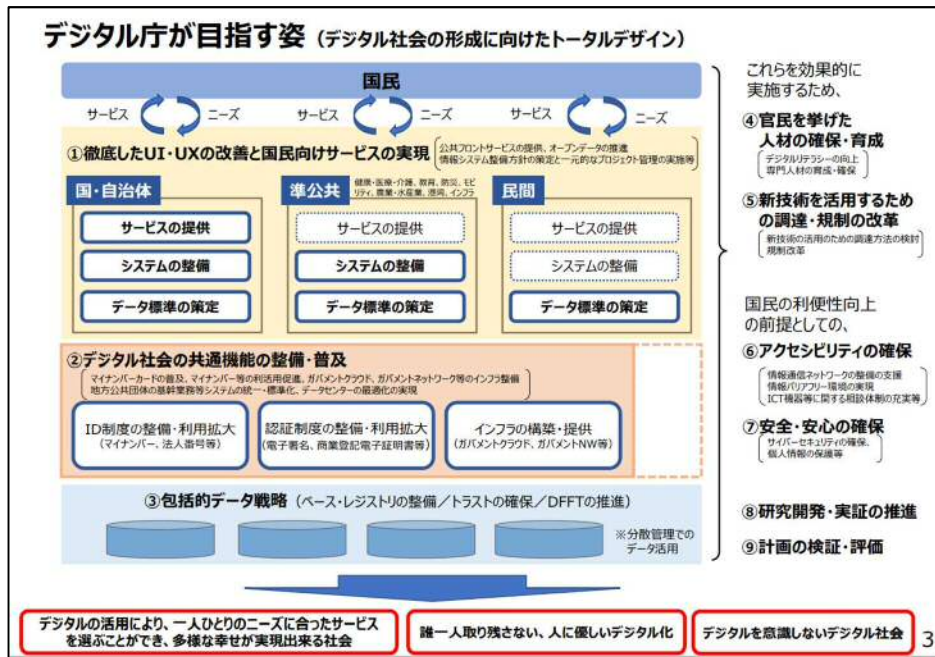 デジタル庁が目指す姿（デジタル社会の形成に向けたトータルデザイン）
国民
サービス ニーズ
サービス ニーズ
サービス ニーズ
①徹底したUI・UXの改善と国民向けサービスの実現
公共フロントサービスの提供、オープンデータの推進
情報システム整備方針の策定と一元的なプロジェクト管理の実施等
国・自治体
サービスの提供
システムの整備
データ標準の策定
準公共
健康・医療・介護、教育、防災、モビ
リティ、農業・水産業、港湾、インフラ
サービスの提供
システムの整備
データ標準の策定
民間
サービスの提供
システムの整備
データ標準の策定
②デジタル社会の共通機能の整備・普及
マイナンバーカードの普及、マイナンバー等の利活用促進、ガバメントクラウド、ガバメントネットワーク等のインフラ整備
地方公共団体の基幹業務等システムの統一・標準化、データセンターの最適化の実現
ID制度の整備・利用拡大
（マイナンバー、法人番号等）
認証制度の整備・利用拡大
（電子署名、商業登記電子証明書等）
インフラの構築・提供
（ガバメントクラウド、ガバメントNW等）
③包括的データ戦略（ベース・レジストリの整備／トラストの確保／DFFTの推進）
※分散管理での
データ活用
これらを効果的に
実施するため、
④官民を挙げた
人材の確保・育成
デジタルリテラシーの向上
専門人材の育成・確保
⑤新技術を活用するため
の調達・規制の改革
新技術の活用のための調達方法の検討
規制改革
国民の利便性向上
の前提としての、
⑥アクセシビリティの確保
情報通信ネットワークの整備の支援
情報バリアフリー環境の実現
ICT機器等に関する相談体制の充実等
⑦安全・安心の確保
サイバーセキュリティの確保、
個人情報の保護等
⑧研究開発・実証の推進
⑨計画の検証・評価
デジタルの活用により、一人ひとりのニーズに合ったサービス
を選ぶことができ、多様な幸せが実現出来る社会
誰一人取り残さない、人に優しいデジタル化
デジタルを意識しないデジタル社会
3